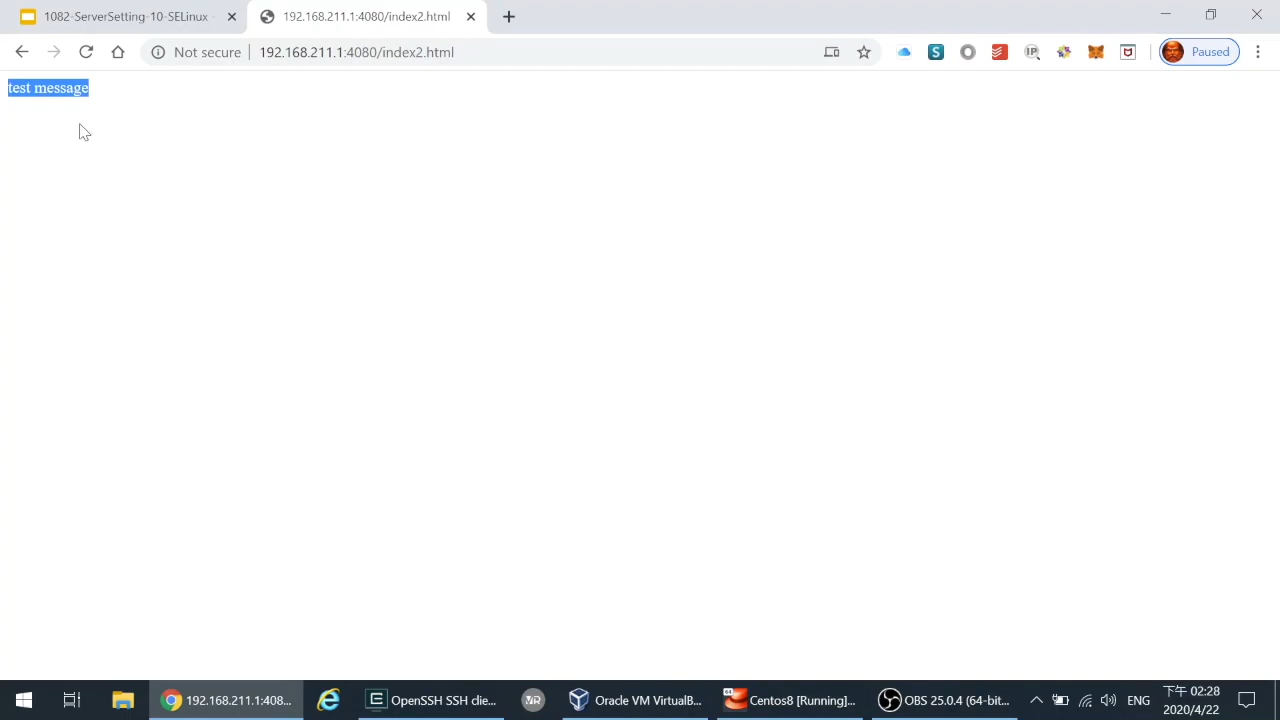 1082-ServerSetting-10-SELinux -
192.168.211.1:4080/index2.html
Not secure
192.168.211.1:4080/index2.html
S
IP
Paused
test message
192.168.211.1:408...
OpenSSH SSH clie...
Oracle VM VirtualB...
Centos8 [Running]...
OBS 25.0.4 (64-bit...
ENG
下午 02:28
2020/4/22